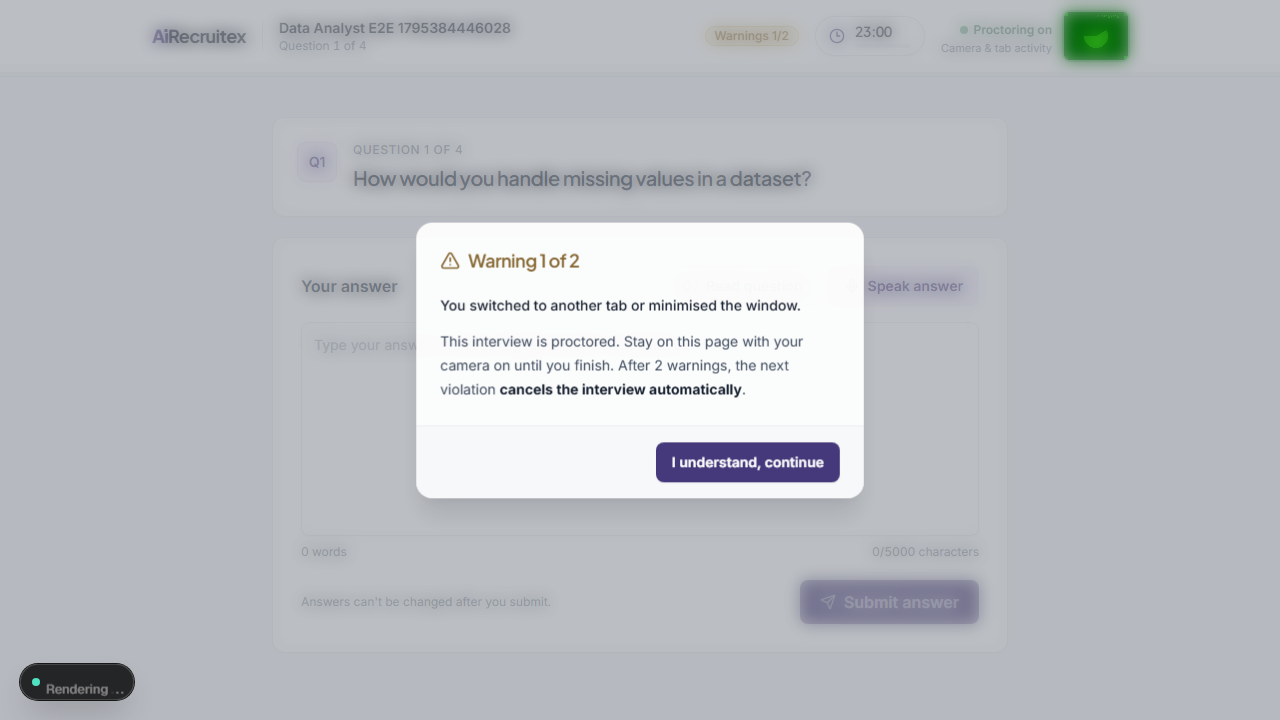 AiRecruitex
Data Analyst E2E 1795384446028
Question 1 of 4
Warnings 1/2
23:00
Proctoring on
Camera & tab activity
Q1
QUESTION 1 OF 4
How would you handle missing values in a dataset?
Warning 1 of 2
You switched to another tab or minimised the window.
This interview is proctored. Stay on this page with your
camera on until you finish. After 2 warnings, the next
violation cancels the interview automatically.
I understand, continue
Your answer
Speak answer
Type your answ
0 words
0/5000 characters
Answers can't be changed after you submit.
Submit answer
Rendering ...